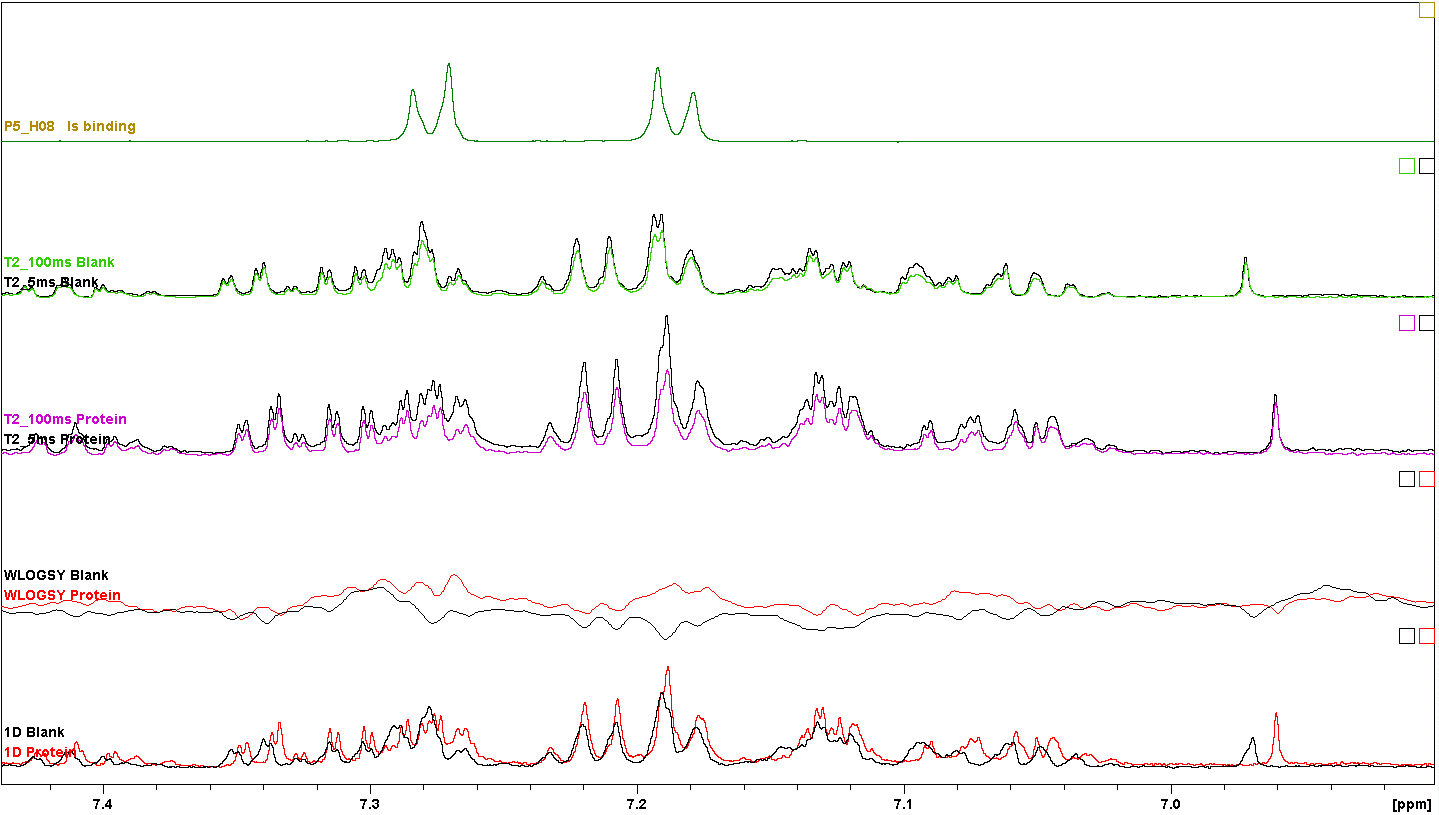 P5_H08 Is binding
T2_100ms Blank
T2_5ms Blank
T2_100ms Protein
T2_5ms Protein
WLOGSY Blank
WLOGSY Protein
1D Blank
1D Protein
7.4 7.3 7.2 7.1 7.0 [ppm]